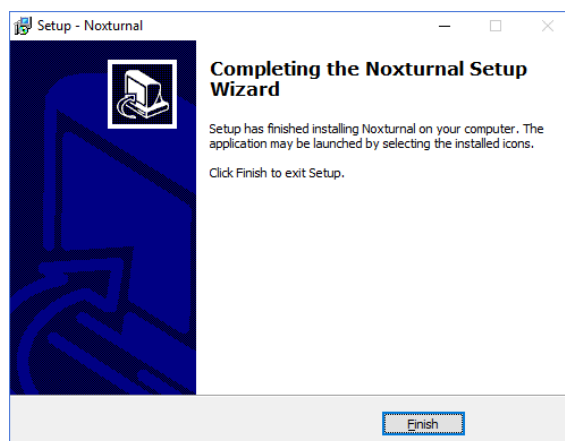 Setup - Noxturnal
Completing the Noxturnal Setup
Wizard
Setup has finished installing Noxturnal on your computer. The
application may be launched by selecting the installed icons.
Click Finish to exit Setup.
Finish